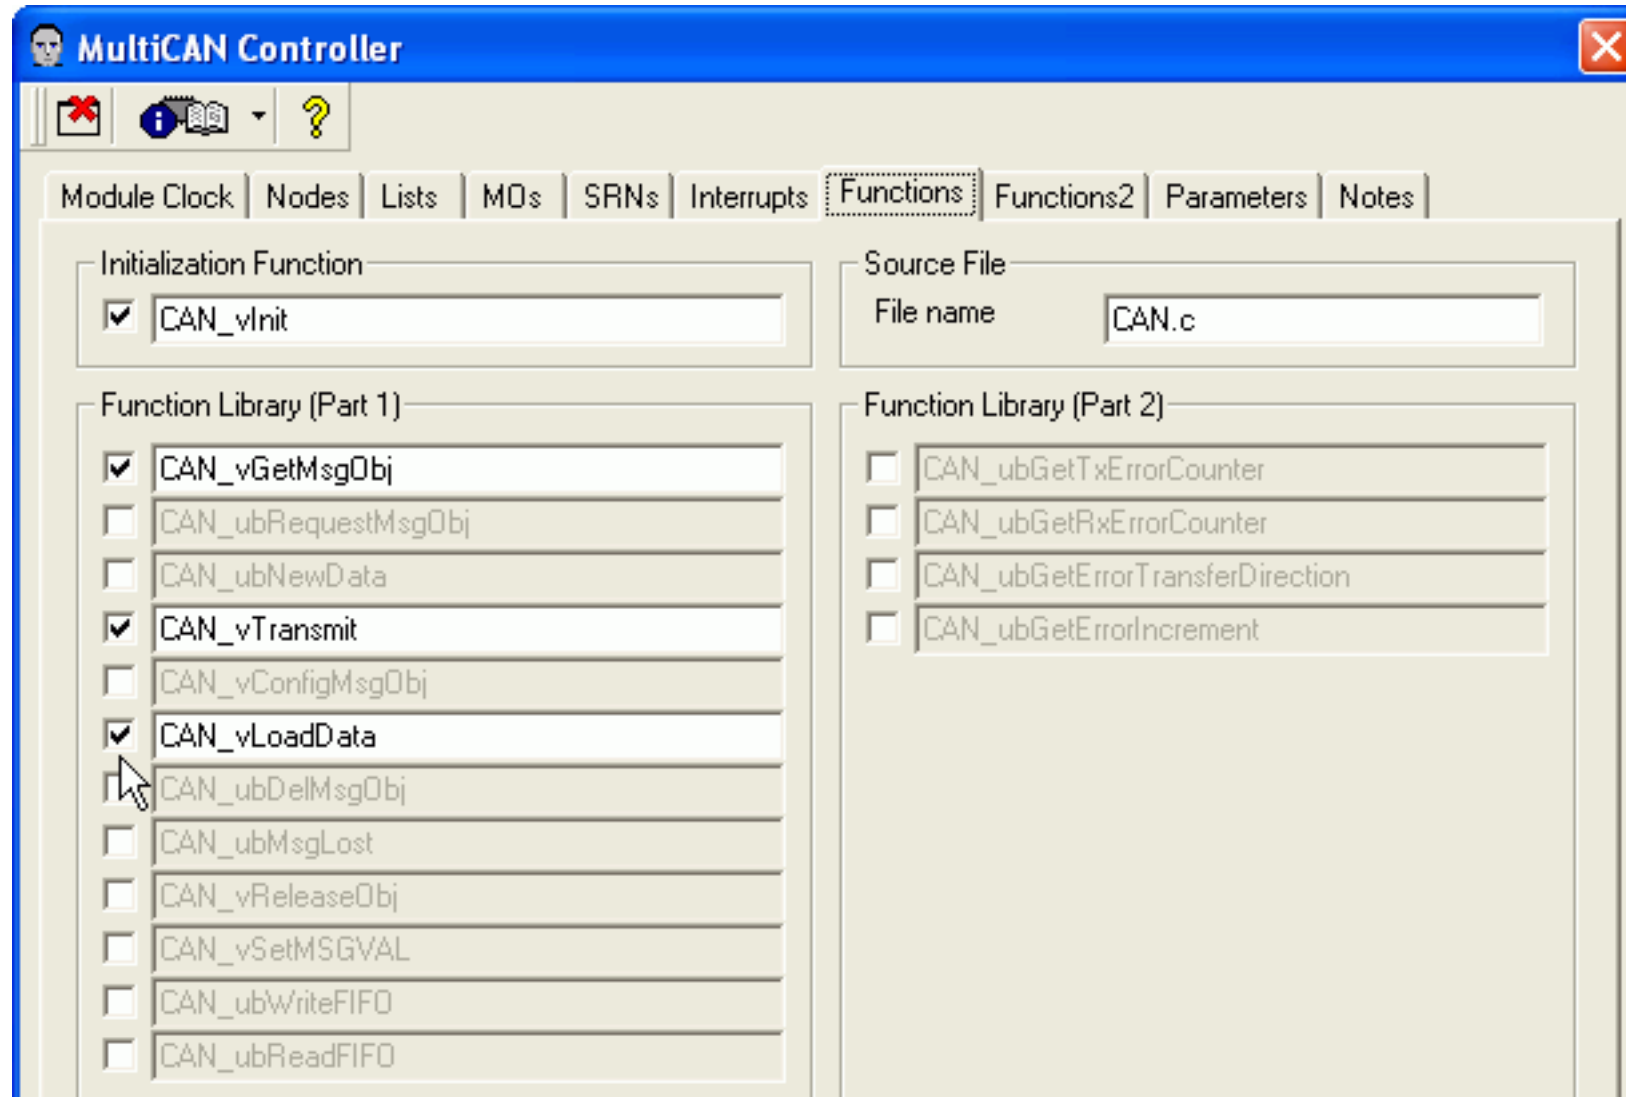 MultiCAN Controller
Module Clock Nodes Lists MOs SRNs Interrupts Functions Functions2 Parameters Notes
Initialization Function
CAN_vInit
Source File
File name CAN.c
Function Library (Part 1)
CAN_vGetMsgObj
CAN_ubRequestMsgObj
CAN_ubNewData
CAN_vTransmit
CAN_vConfigMsgObj
CAN_vLoadData
CAN_ubDelMsgObj
CAN_ubMsgLost
CAN_vReleaseObj
CAN_vSetMSGVAL
CAN_ubWriteFIFO
CAN_ubReadFIFO
Function Library (Part 2)
CAN_ubGetTxErrorCounter
CAN_ubGetRxErrorCounter
CAN_ubGetErrorTransferDirection
CAN_ubGetErrorIncrement